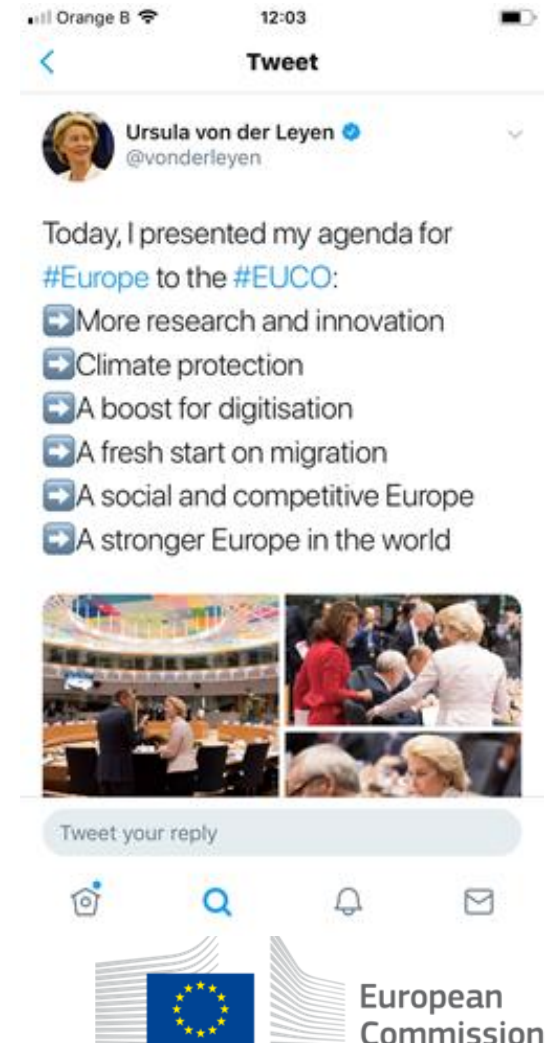 Orange B 12:03
Tweet
Ursula von der Leyen
@vonderleyen
Today, I presented my agenda for
#Europe to the #EUCO:
➡More research and innovation
➡Climate protection
➡A boost for digitisation
➡A fresh start on migration
➡A social and competitive Europe
➡A stronger Europe in the world
Tweet your reply
European
Commission